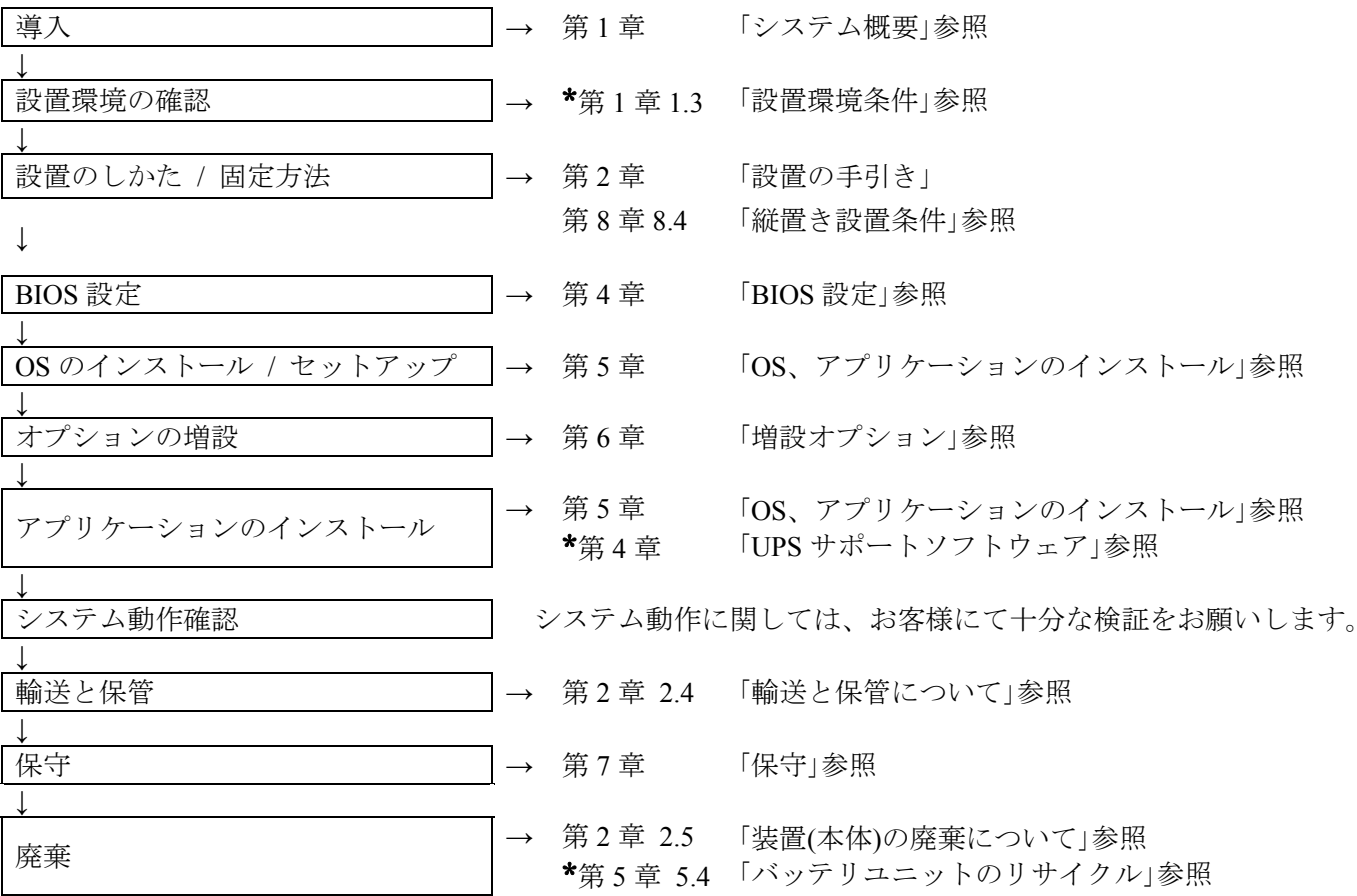 導入 → 第 1 章 「システム概要」参照
↓
設置環境の確認 → *第 1 章 1.3 「設置環境条件」参照
↓
設置のしかた / 固定方法 → 第 2 章 「設置の手引き」
第 8 章 8.4 「縦置き設置条件」参照
↓
BIOS 設定 → 第 4 章 「BIOS 設定」参照
↓
OS のインストール / セットアップ → 第 5 章 「OS、アプリケーションのインストール」参照
↓
オプションの増設 → 第 6 章 「増設オプション」参照
↓
アプリケーションのインストール → 第 5 章 「OS、アプリケーションのインストール」参照
*第 4 章 「UPS サポートソフトウェア」参照
↓
システム動作確認 システム動作に関しては、お客様にて十分な検証をお願いします。
↓
輸送と保管 → 第 2 章 2.4 「輸送と保管について」参照
↓
保守 → 第 7 章 「保守」参照
↓
廃棄 → 第 2 章 2.5 「装置(本体)の廃棄について」参照
*第 5 章 5.4 「バッテリユニットのリサイクル」参照